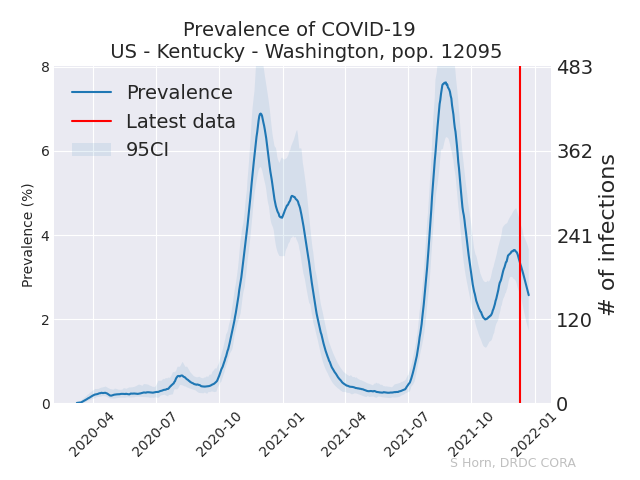 Prevalence of COVID-19
US - Kentucky - Washington, pop. 12095
Prevalence
Latest data
95CI
Prevalence (%)
8
6
4
2
0
483
362
241
120
0
# of infections
2020-04
2020-07
2020-10
2021-01
2021-04
2021-07
2021-10
2022-01
S Horn, DRDC CORA